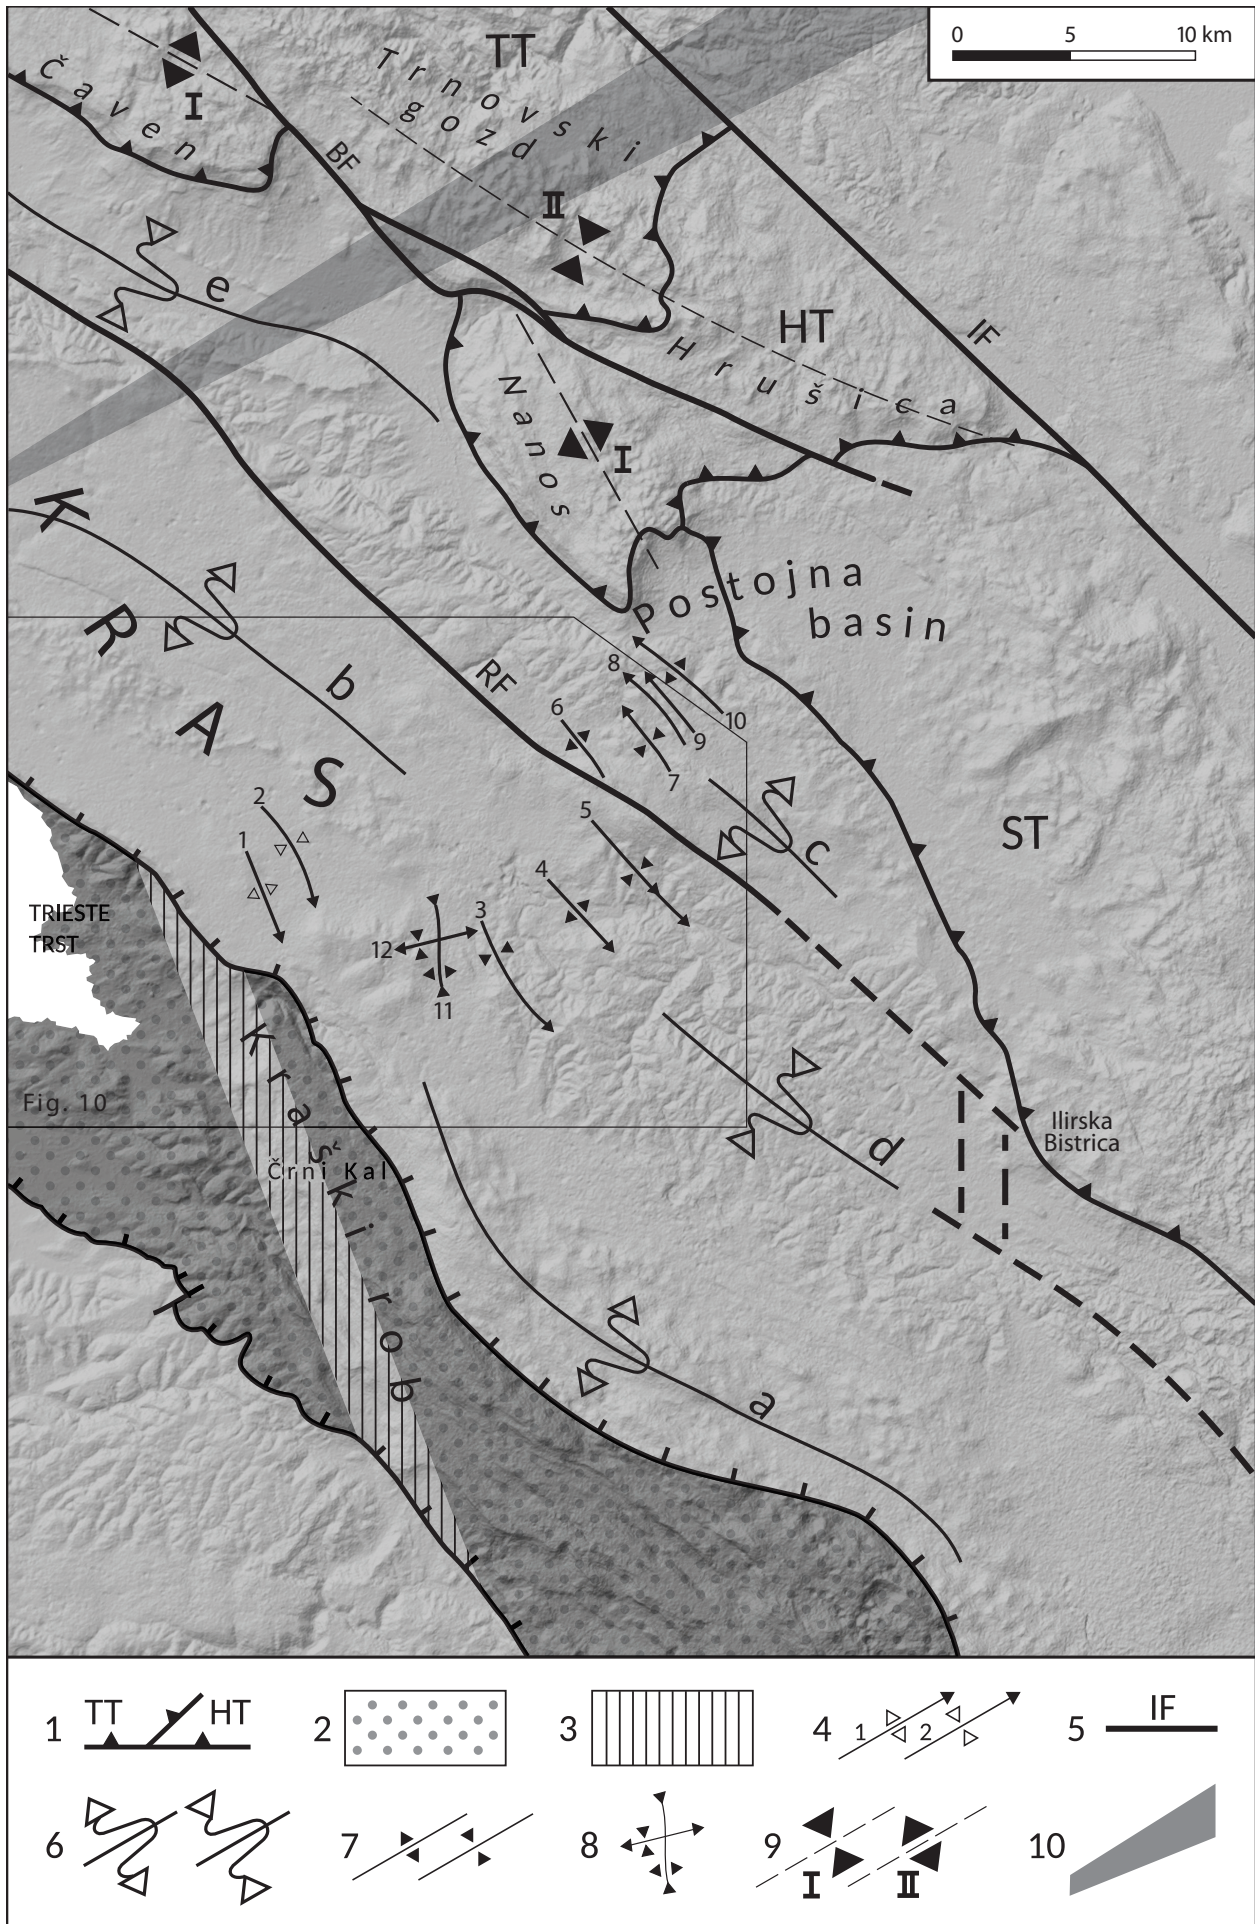 0 5 10 km
TT
Trnovski
gozd
Čaven
I
BF
II
e
HT
IF
Hrušica
Nanos
I
KRAS
Postojna
basin
b
RF
8
10
9
6
7
2
1
5
4
3
12
11
c
ST
TRIESTE
TRST
Fig. 10
Kraški rob
Črni Kal
Ilirska
Bistrica
d
a
1 TT HT
2
3
4 1 2
5 IF
6
7
8
9 I II
10